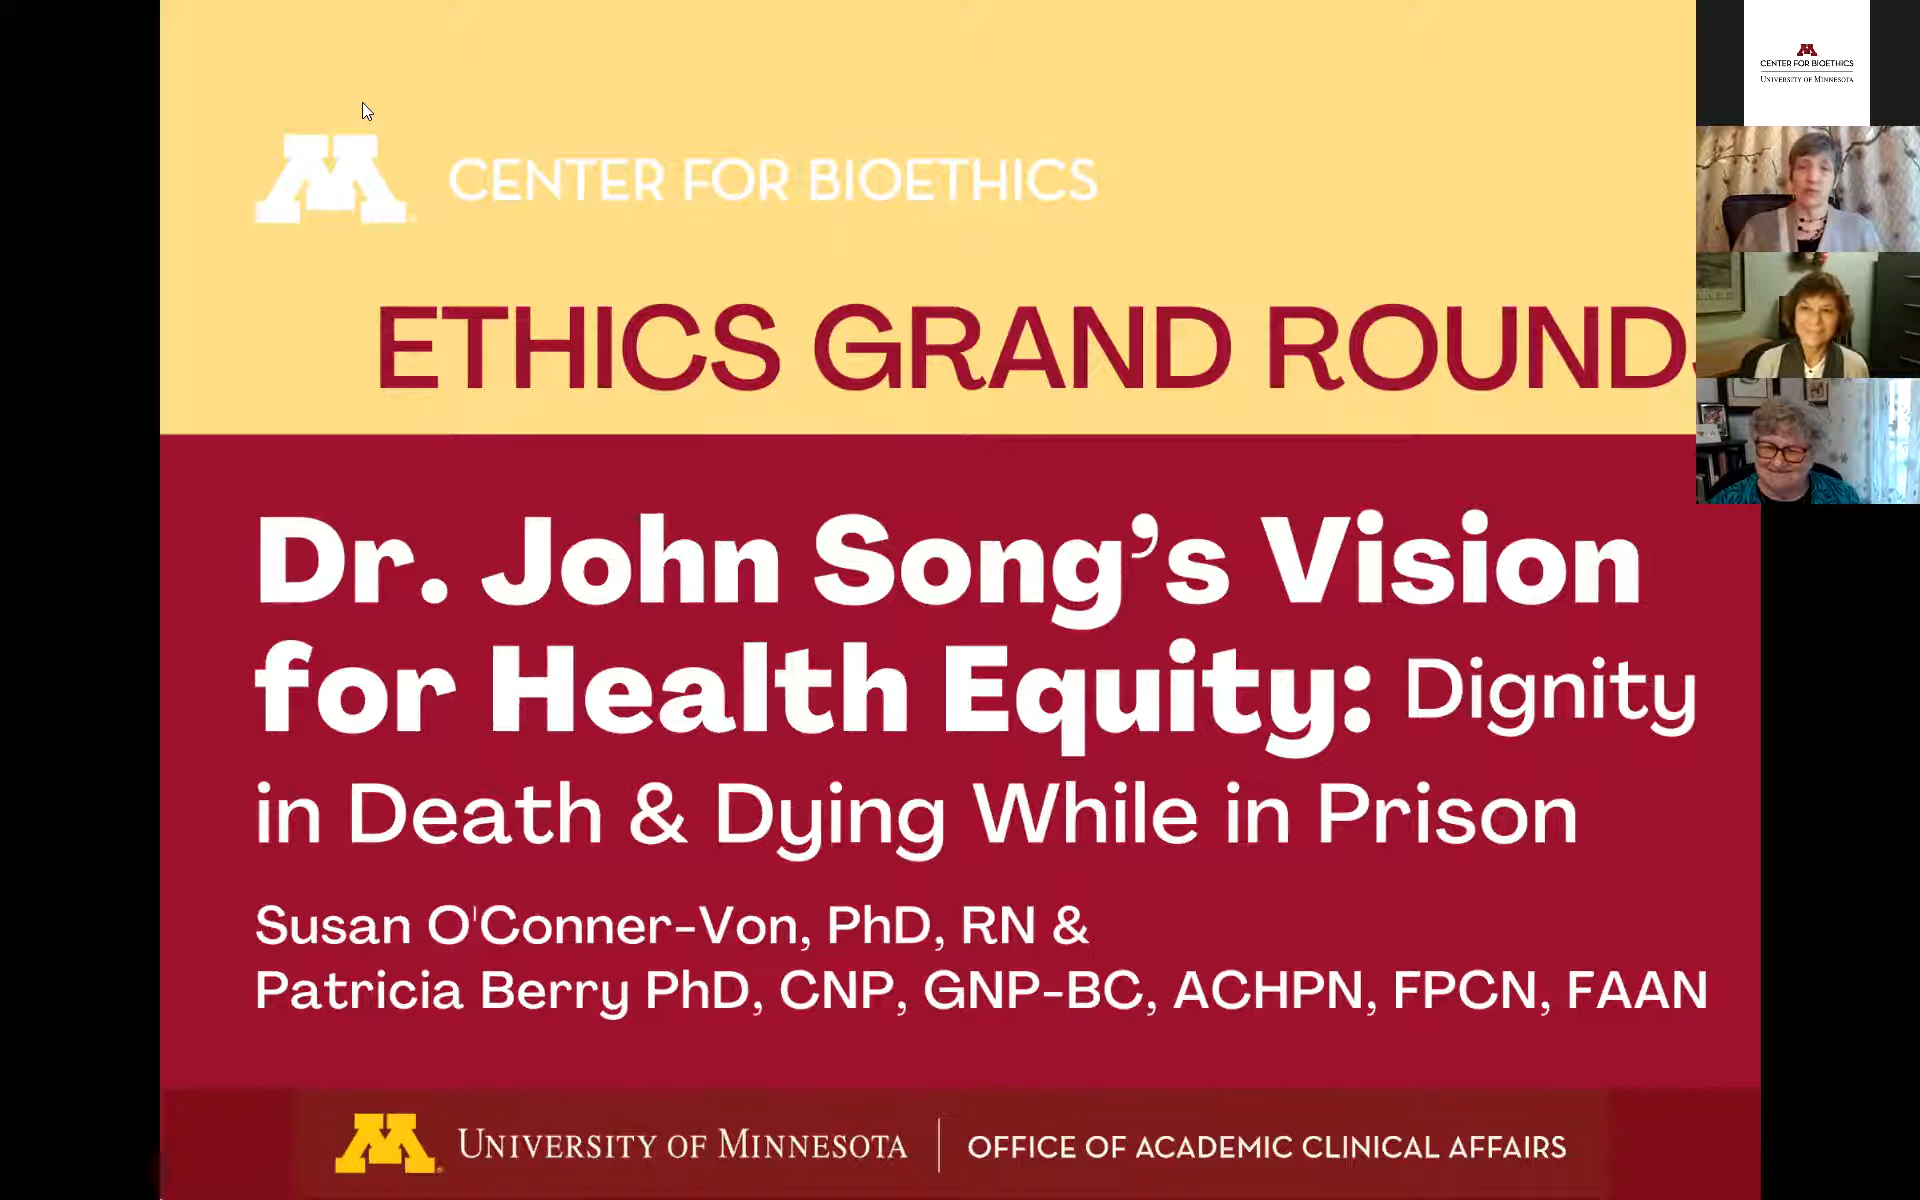 CENTER FOR BIOETHICS
ETHICS GRAND ROUND
Dr. John Song’s Vision
for Health Equity: Dignity
in Death & Dying While in Prison
Susan O'Conner-Von, PhD, RN &
Patricia Berry PhD, CNP, GNP-BC, ACHPN, FPCN, FAAN
UNIVERSITY OF MINNESOTA | OFFICE OF ACADEMIC CLINICAL AFFAIRS
CENTER FOR BIOETHICS
UNIVERSITY OF MINNESOTA